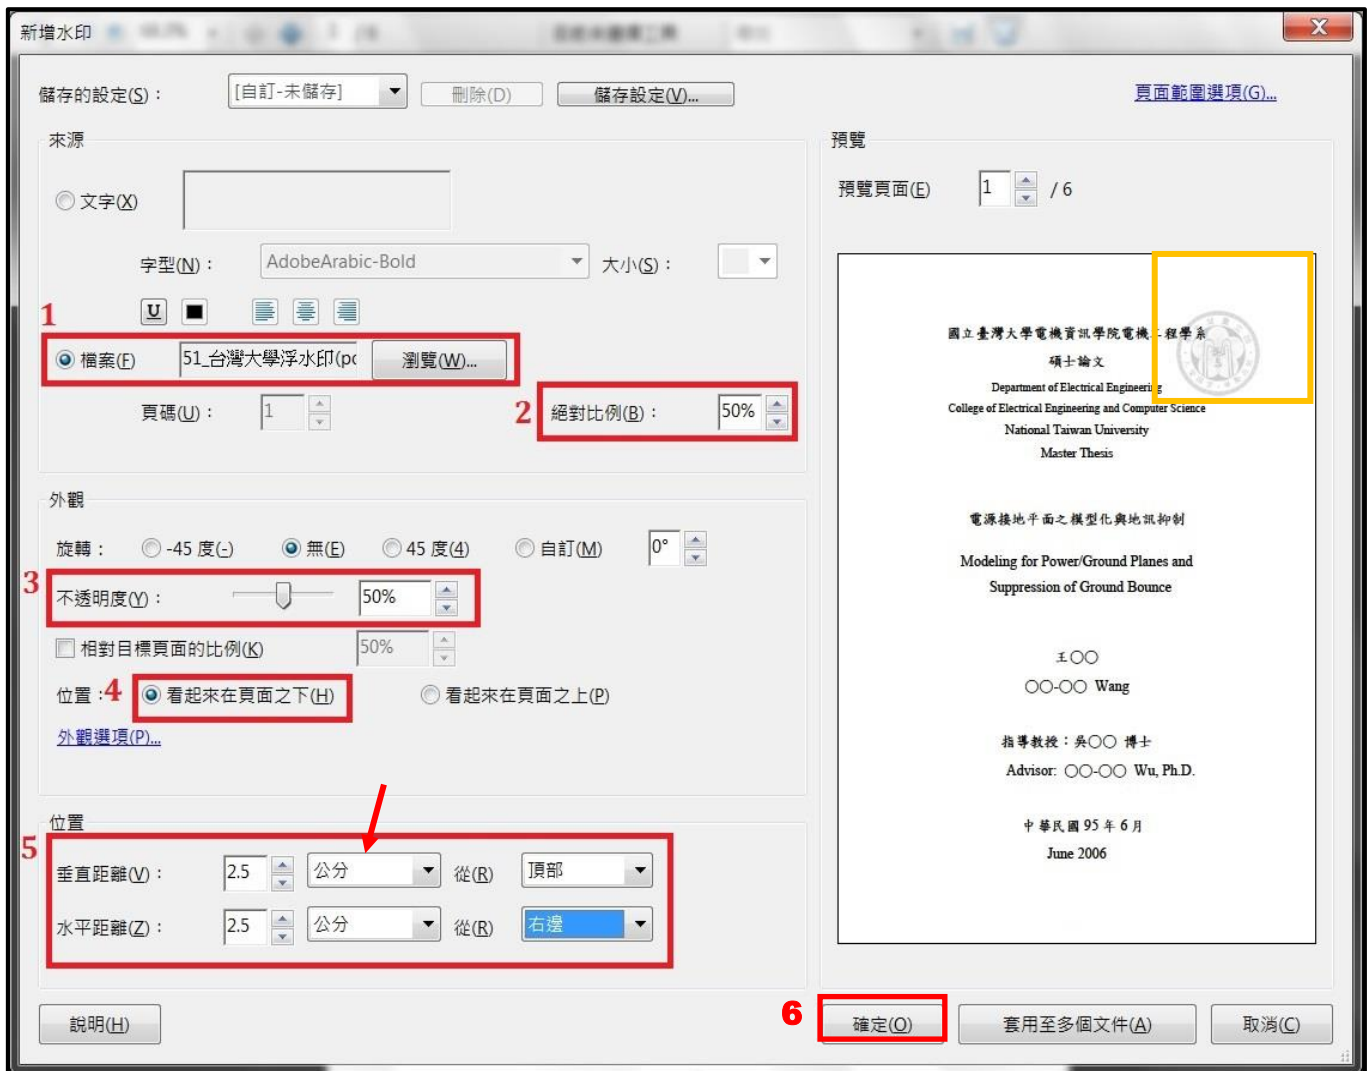 新增水印
儲存的設定(S)： [自訂-未儲存] 刪除(D) 儲存設定(V)... 頁面範圍選項(G)...
來源
文字(X)
字型(N)： AdobeArabic-Bold 大小(S)：
U
1
檔案(F) 51_台灣大學浮水印(pc 瀏覽(W)...
頁碼(U)： 1 2 絕對比例(B)： 50%
外觀
旋轉： -45 度(-) 無(E) 45 度(4) 自訂(M) 0°
3
不透明度(Y)： 50%
相對目標頁面的比例(K) 50%
位置： 4 看起來在頁面之下(H) 看起來在頁面之上(P)
外觀選項(P)...
位置
5
垂直距離(V)： 2.5 公分 從(R) 頂部
水平距離(Z)： 2.5 公分 從(R) 右邊
預覽
預覽頁面(E) 1 / 6
國立臺灣大學電機資訊學院電機工程學系
碩士論文
Department of Electrical Engineering
College of Electrical Engineering and Computer Science
National Taiwan University
Master Thesis
電源接地平面之模型化與地訊抑制
Modeling for Power/Ground Planes and
Suppression of Ground Bounce
王〇〇
〇〇-〇〇 Wang
指導教授：吳〇〇 博士
Advisor: 〇〇-〇〇 Wu, Ph.D.
中華民國 95 年 6 月
June 2006
說明(H) 6 確定(O) 套用至多個文件(A) 取消(C)